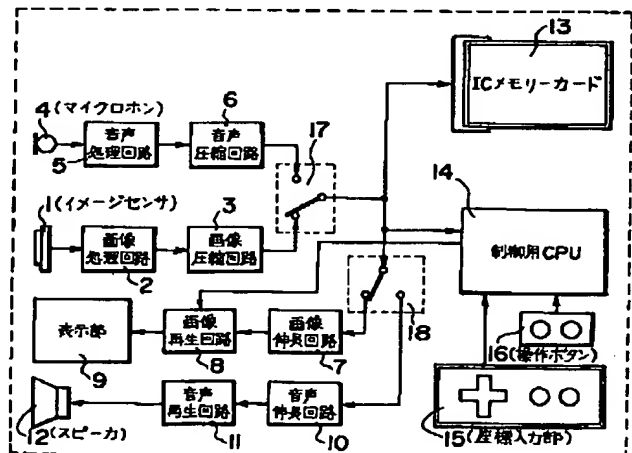 13
ICメモリーカード
4(マイクロホン)
6
音声
処理回路
5
音声
圧縮回路
17
14
制御用CPU
1(イメージセンサ)
3
画像
処理回路
2
画像
圧縮回路
18
16(操作ボタン)
表示部
9
画像
再生回路
8
画像
伸長回路
7
12(スピーカ)
音声
再生回路
11
音声
伸長回路
10
15(座標入力部)